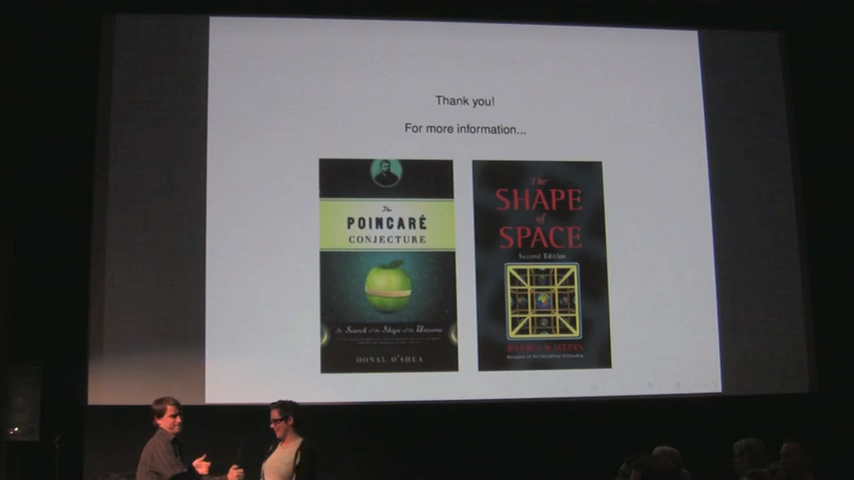 Thank you!
For more information...
The
POINCARÉ
CONJECTURE
DONAL O'SHEA
The
SHAPE
of
SPACE
Second Edition